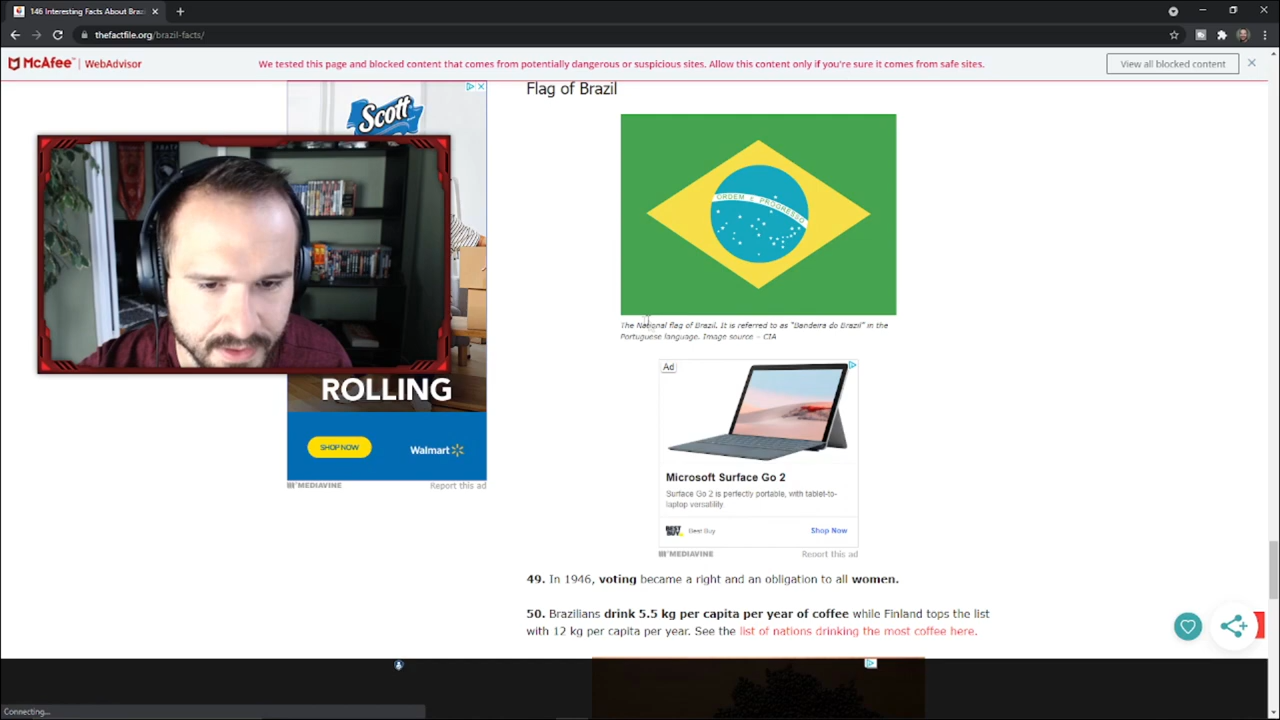 146 Interesting Facts About Braz
thefactfile.org/brazil-facts/
McAfee | WebAdvisor
We tested this page and blocked content that comes from potentially dangerous or suspicious sites. Allow this content only if you're sure it comes from safe sites.
View all blocked content
Flag of Brazil
Scott
ORDEM E PROGRESSO
The National flag of Brazil. It is referred to as "Bandeira do Brazil" in the
Portuguese language. Image source – CIA
Ad
ROLLING
SHOP NOW
Walmart
MEDIAVINE
Report this ad
Microsoft Surface Go 2
Surface Go 2 is perfectly portable, with tablet-to-
laptop versatility
BEST BUY
Best Buy
Shop Now
MEDIAVINE
Report this ad
49. In 1946, voting became a right and an obligation to all women.
50. Brazilians drink 5.5 kg per capita per year of coffee while Finland tops the list
with 12 kg per capita per year. See the list of nations drinking the most coffee here.
Connecting...